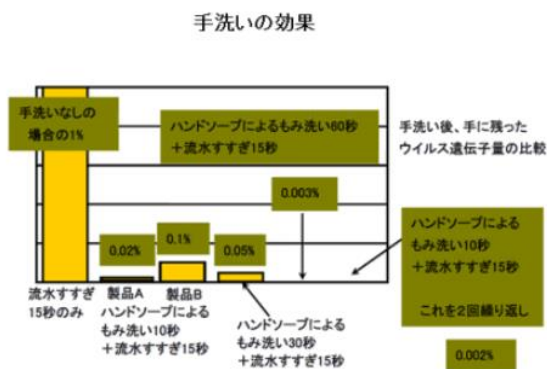 手洗いの効果
手洗いなしの
場合の1%
ハンドソープによるもみ洗い60秒
+流水すすぎ15秒
手洗い後、手に残った
ウイルス遺伝子量の比較
0.003%
0.02%
0.1%
0.05%
ハンドソープによる
もみ洗い10秒
+流水すすぎ15秒
これを2回繰り返し
0.002%
流水すすぎ
15秒のみ
製品A
製品B
ハンドソープによる
もみ洗い10秒
+流水すすぎ15秒
ハンドソープによる
もみ洗い30秒
+流水すすぎ15秒